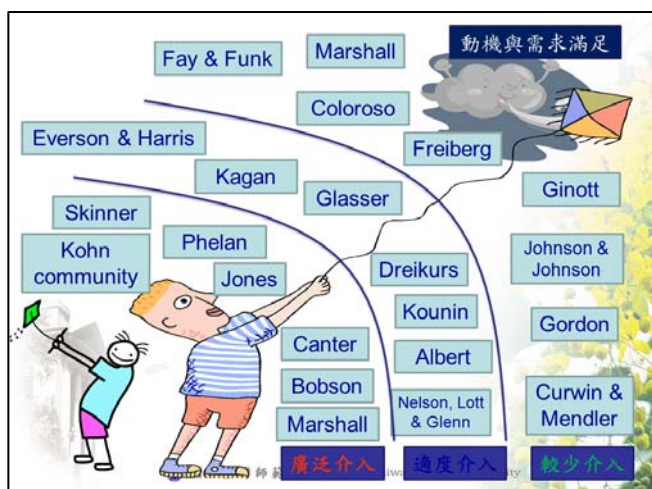 動機與需求滿足
Fay & Funk
Marshall
Coloroso
Everson & Harris
Freiberg
Kagan
Glasser
Ginott
Skinner
Phelan
Kohn
community
Jones
Dreikurs
Johnson &
Johnson
Kounin
Gordon
Canter
Albert
Bobson
Nelson, Lott
& Glenn
Curwin &
Mendler
Marshall
廣泛介入
適度介入
較少介入
師